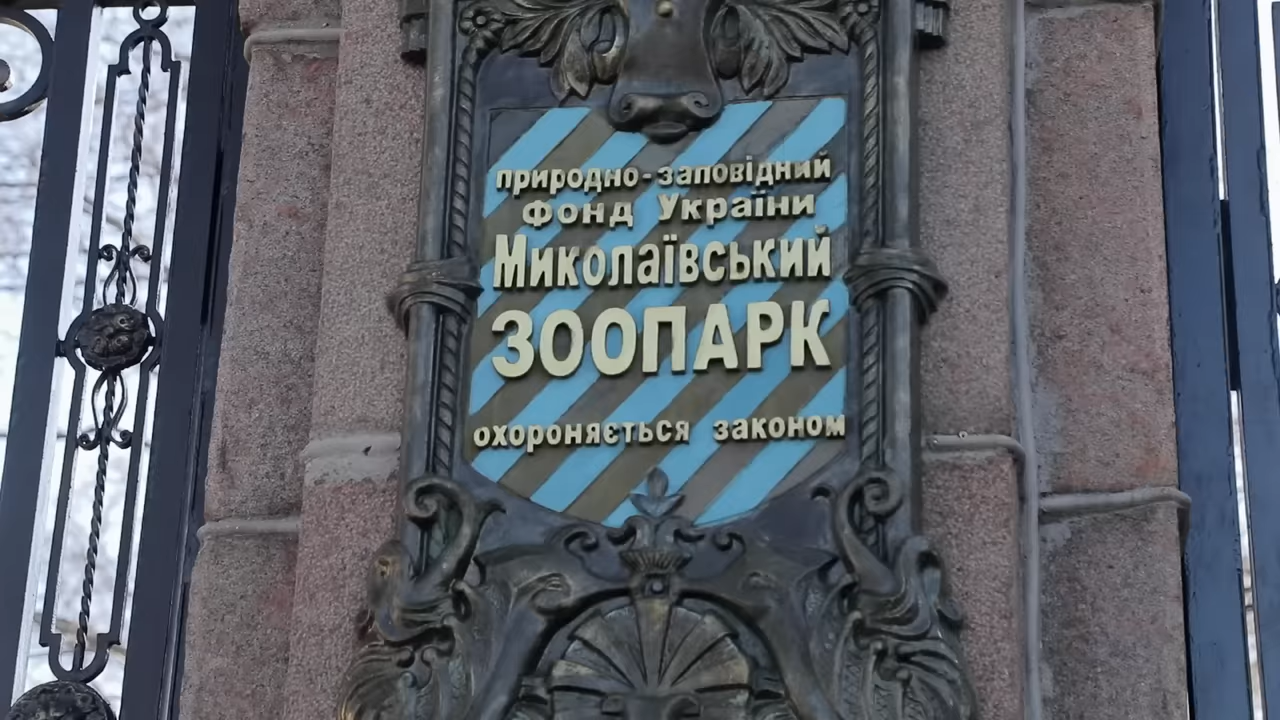 природно-заповідний
Фонд України
Миколаївський
ЗООПАРК
охороняється законом